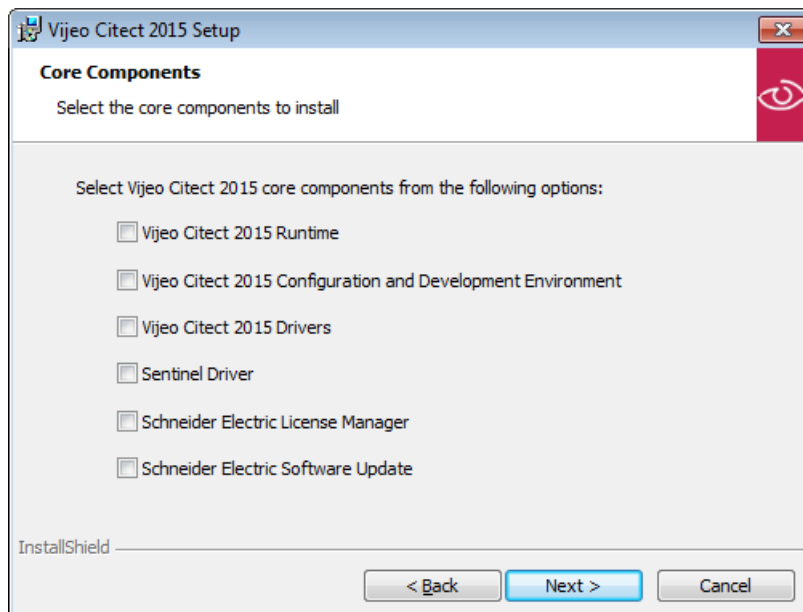 Vijeo Citect 2015 Setup
Core Components
Select the core components to install
Select Vijeo Citect 2015 core components from the following options:
Vijeo Citect 2015 Runtime
Vijeo Citect 2015 Configuration and Development Environment
Vijeo Citect 2015 Drivers
Sentinel Driver
Schneider Electric License Manager
Schneider Electric Software Update
InstallShield
< Back Next > Cancel